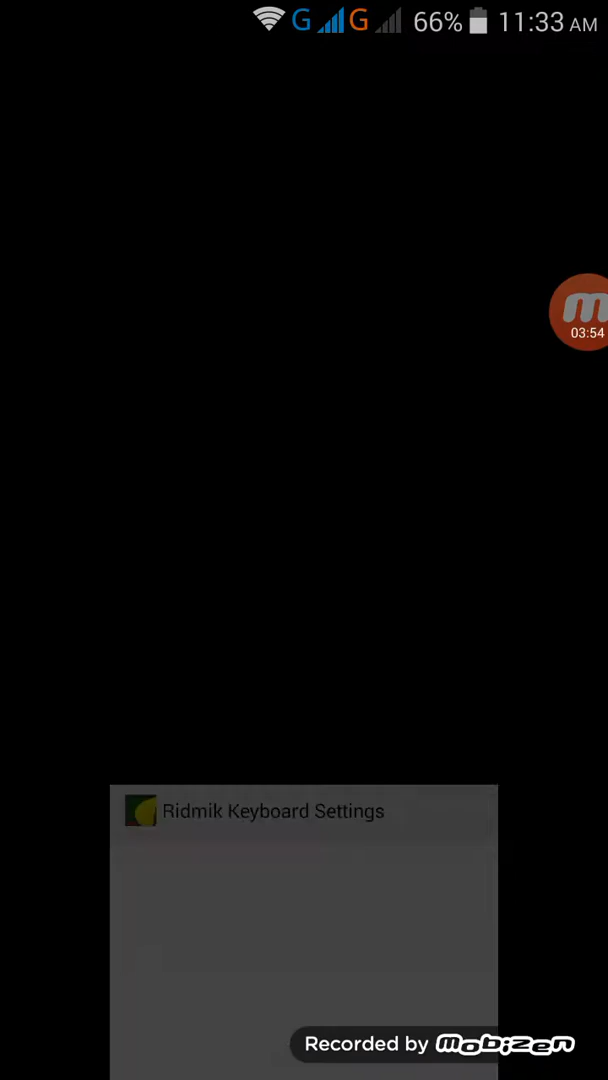 G G 66% 11:33 AM
m
03:54
Ridmik Keyboard Settings
Recorded by mobizen